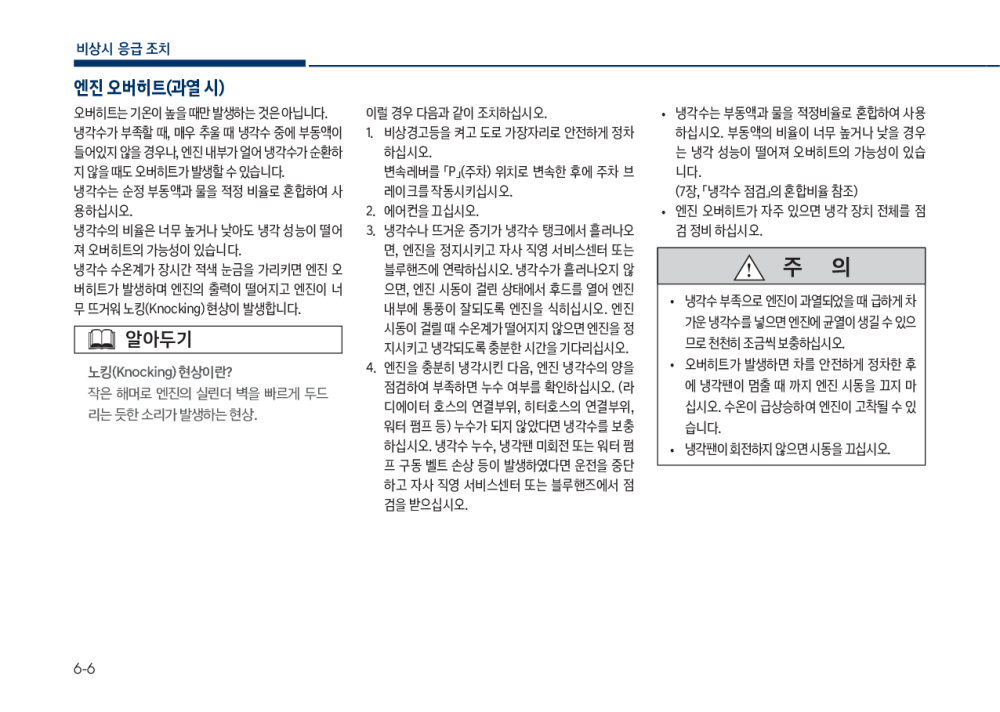 비상시 응급 조치
엔진 오버히트(과열 시)
오버히트는 기온이 높을 때만 발생하는 것은 아닙니다.
냉각수가 부족할 때, 매우 추울 때 냉각수 중에 부동액이
들어있지 않을 경우나, 엔진 내부가 얼어 냉각수가 순환하
지 않을 때도 오버히트가 발생할 수 있습니다.
냉각수는 순정 부동액과 물을 적정 비율로 혼합하여 사
용하십시오.
냉각수의 비율은 너무 높거나 낮아도 냉각 성능이 떨어
져 오버히트의 가능성이 있습니다.
냉각수 수온계가 장시간 적색 눈금을 가리키면 엔진 오
버히트가 발생하며 엔진의 출력이 떨어지고 엔진이 너
무 뜨거워 노킹(Knocking) 현상이 발생합니다.
알아두기
노킹(Knocking) 현상이란?
작은 해머로 엔진의 실린더 벽을 빠르게 두드
리는 듯한 소리가 발생하는 현상.
이럴 경우 다음과 같이 조치하십시오.
1. 비상경고등을 켜고 도로 가장자리로 안전하게 정차
하십시오.
변속레버를 「P」(주차) 위치로 변속한 후에 주차 브
레이크를 작동시키십시오.
2. 에어컨을 끄십시오.
3. 냉각수나 뜨거운 증기가 냉각수 탱크에서 흘러나오
면, 엔진을 정지시키고 자사 직영 서비스센터 또는
블루핸즈에 연락하십시오. 냉각수가 흘러나오지 않
으면, 엔진 시동이 걸린 상태에서 후드를 열어 엔진
내부에 통풍이 잘되도록 엔진을 식히십시오. 엔진
시동이 걸릴 때 수온계가 떨어지지 않으면 엔진을 정
지시키고 냉각되도록 충분한 시간을 기다리십시오.
4. 엔진을 충분히 냉각시킨 다음, 엔진 냉각수의 양을
점검하여 부족하면 누수 여부를 확인하십시오. (라
디에이터 호스의 연결부위, 히터호스의 연결부위,
워터 펌프 등) 누수가 되지 않았다면 냉각수를 보충
하십시오. 냉각수 누수, 냉각팬 미회전 또는 워터 펌
프 구동 벨트 손상 등이 발생하였다면 운전을 중단
하고 자사 직영 서비스센터 또는 블루핸즈에서 점
검을 받으십시오.
• 냉각수는 부동액과 물을 적정비율로 혼합하여 사용
하십시오. 부동액의 비율이 너무 높거나 낮을 경우
는 냉각 성능이 떨어져 오버히트의 가능성이 있습
니다.
(7장, 「냉각수 점검」의 혼합비율 참조)
• 엔진 오버히트가 자주 있으면 냉각 장치 전체를 점
검 정비 하십시오.
주 의
• 냉각수 부족으로 엔진이 과열되었을 때 급하게 차
가운 냉각수를 넣으면 엔진에 균열이 생길 수 있으
므로 천천히 조금씩 보충하십시오.
• 오버히트가 발생하면 차를 안전하게 정차한 후
에 냉각팬이 멈출 때 까지 엔진 시동을 끄지 마
십시오. 수온이 급상승하여 엔진이 고착될 수 있
습니다.
• 냉각팬이 회전하지 않으면 시동을 끄십시오.
6-6